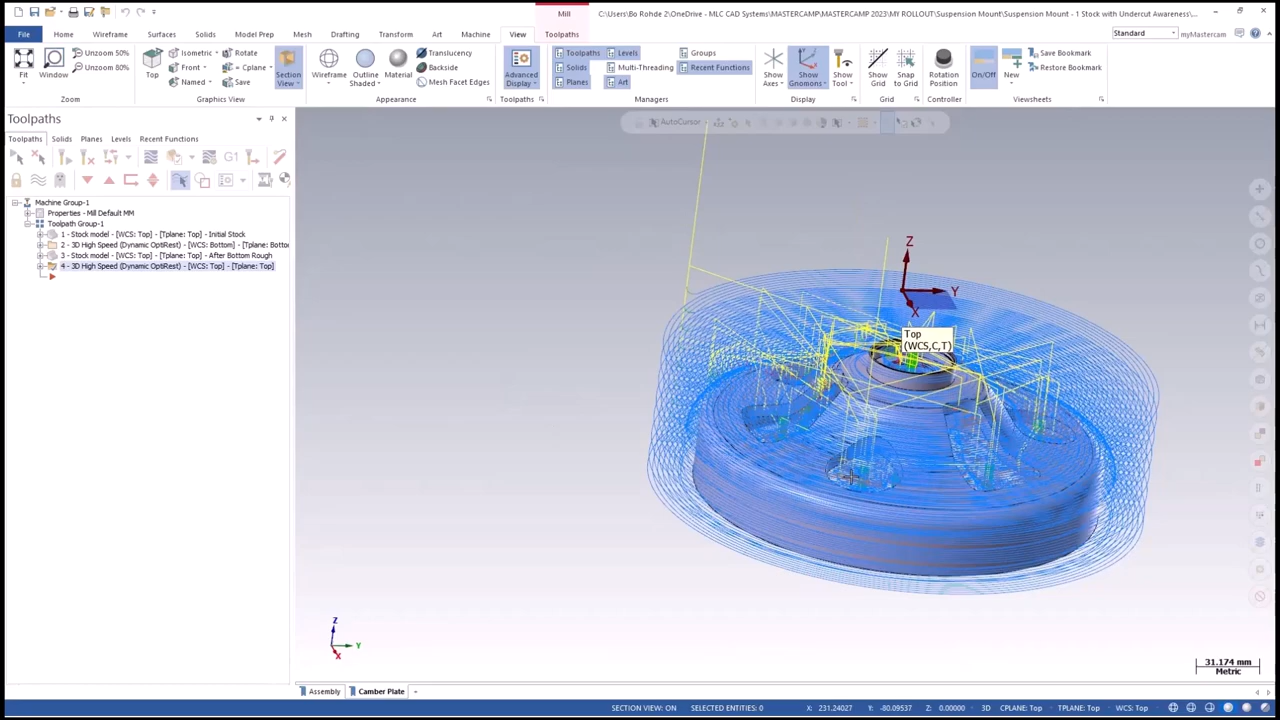 Mill
C:\Users\Bo Rohde 2\OneDrive - MLC CAD Systems\MASTERCAMP\MASTERCAMP 2023\MY ROLLOUT\Suspension Mount\Suspension Mount - 1 Stock with Undercut Awareness\...
File Home Wireframe Surfaces Solids Model Prep Mesh Drafting Transform Art Machine View Toolpaths Standard myMastercam
Fit
Window
Unzoom 50%
Unzoom 80%
Zoom
Top
Isometric
Front
Named
Rotate
= Cplane
Save
Section View
Graphics View
Wireframe
Outline Shaded
Material
Translucency
Backside
Mesh Facet Edges
Appearance
Advanced Display
Toolpaths
Toolpaths
Solids
Planes
Levels
Multi-Threading
Art
Groups
Recent Functions
Managers
Show Axes
Show Gnomons
Show Tool
Display
Show Grid
Snap to Grid
Grid
Rotation Position
Controller
On/Off
New
Save Bookmark
Restore Bookmark
Viewsheets
Toolpaths
Toolpaths Solids Planes Levels Recent Functions
G1
Machine Group-1
Properties - Mill Default MM
Toolpath Group-1
1 - Stock model - [WCS: Top] - [Tplane: Top] - Initial Stock
2 - 3D High Speed (Dynamic OptiRest) - [WCS: Bottom] - [Tplane: Bottom
3 - Stock model - [WCS: Top] - [Tplane: Top] - After Bottom Rough
4 - 3D High Speed (Dynamic OptiRest) - [WCS: Top] - [Tplane: Top]
AutoCursor
Z
Y
X
Top
(WCS,C,T)
Z
Y
X
31.174 mm
Metric
Assembly Camber Plate
SECTION VIEW: ON SELECTED ENTITIES: 0 X: 231.24027 Y: -80.09537 Z: 0.00000 3D CPLANE: Top TPLANE: Top WCS: Top